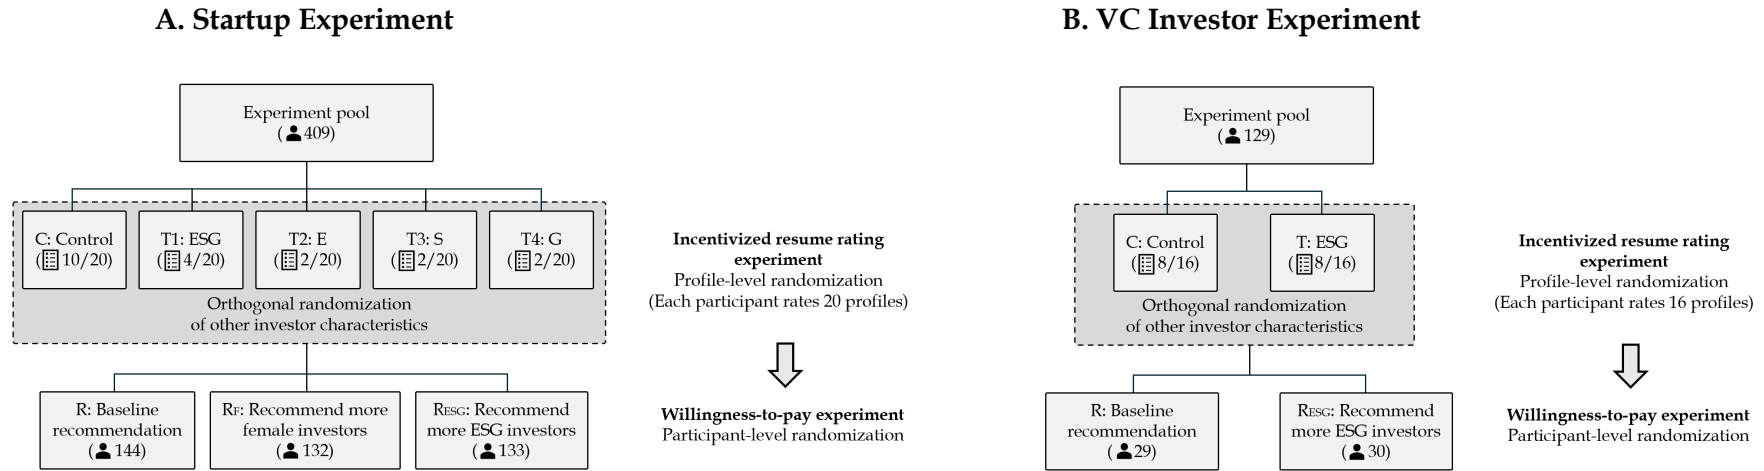 A. Startup Experiment
Experiment pool
(409)
C: Control
(10/20)
T1: ESG
(4/20)
T2: E
(2/20)
T3: S
(2/20)
T4: G
(2/20)
Orthogonal randomization
of other investor characteristics
R: Baseline
recommendation
(144)
RF: Recommend more
female investors
(132)
RESG: Recommend
more ESG investors
(133)
Incentivized resume rating
experiment
Profile-level randomization
(Each participant rates 20 profiles)
Willingness-to-pay experiment
Participant-level randomization
B. VC Investor Experiment
Experiment pool
(129)
C: Control
(8/16)
T: ESG
(8/16)
Orthogonal randomization
of other investor characteristics
R: Baseline
recommendation
(29)
RESG: Recommend
more ESG investors
(30)
Incentivized resume rating
experiment
Profile-level randomization
(Each participant rates 16 profiles)
Willingness-to-pay experiment
Participant-level randomization